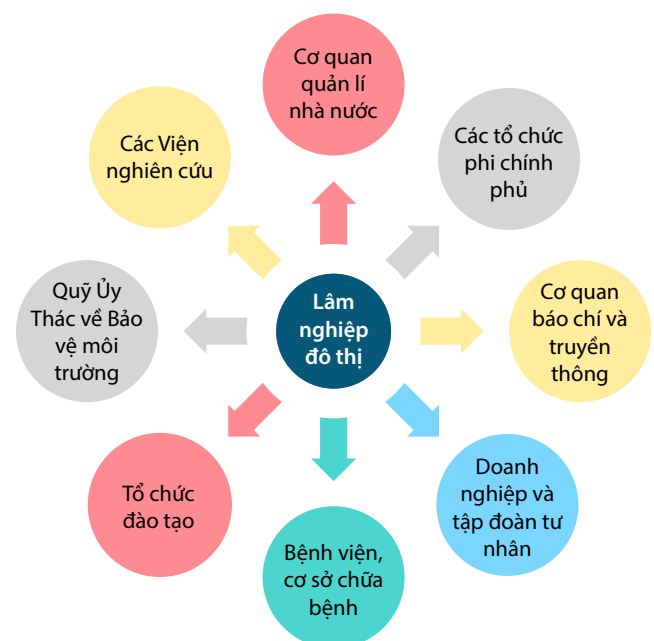 Cơ quan
quản lí
nhà nước
Các tổ chức
phi chính
phủ
Cơ quan
báo chí và
truyền
thông
Doanh
nghiệp và
tập đoàn tư
nhân
Bệnh viện,
cơ sở chữa
bệnh
Tổ chức
đào tạo
Quỹ Ủy
Thác về Bảo
vệ môi
trường
Các Viện
nghiên cứu
Lâm
nghiệp
đô thị